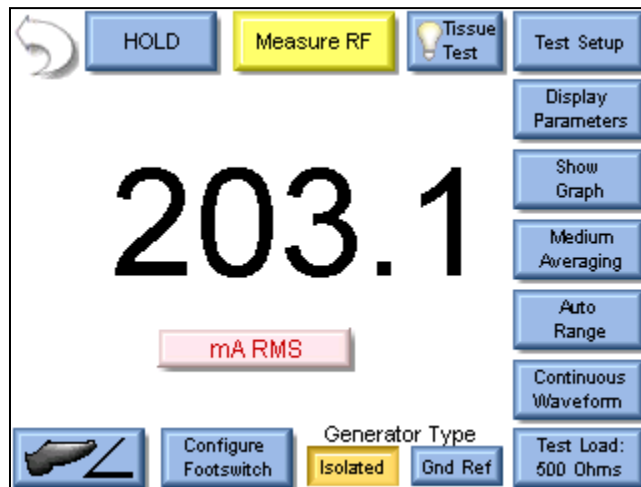 HOLD
Measure RF
Tissue
Test
Test Setup
Display
Parameters
Show
Graph
203.1
Medium
Averaging
mA RMS
Auto
Range
Continuous
Waveform
Configure
Footswitch
Generator Type
Isolated
Gnd Ref
Test Load:
500 Ohms